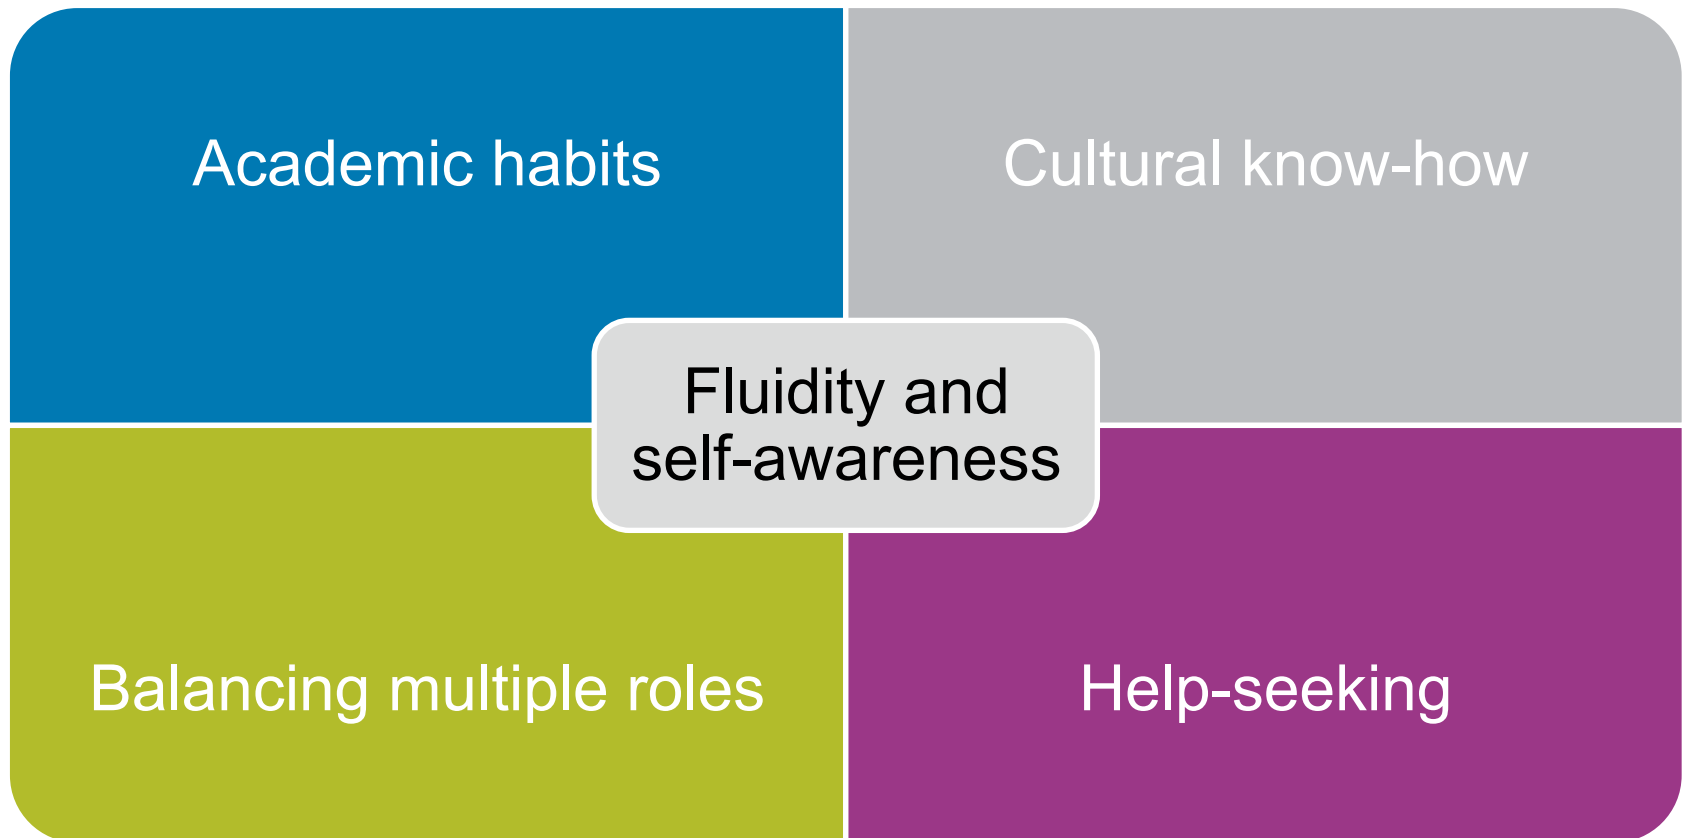 Academic habits
Cultural know-how
Fluidity and
self-awareness
Balancing multiple roles
Help-seeking